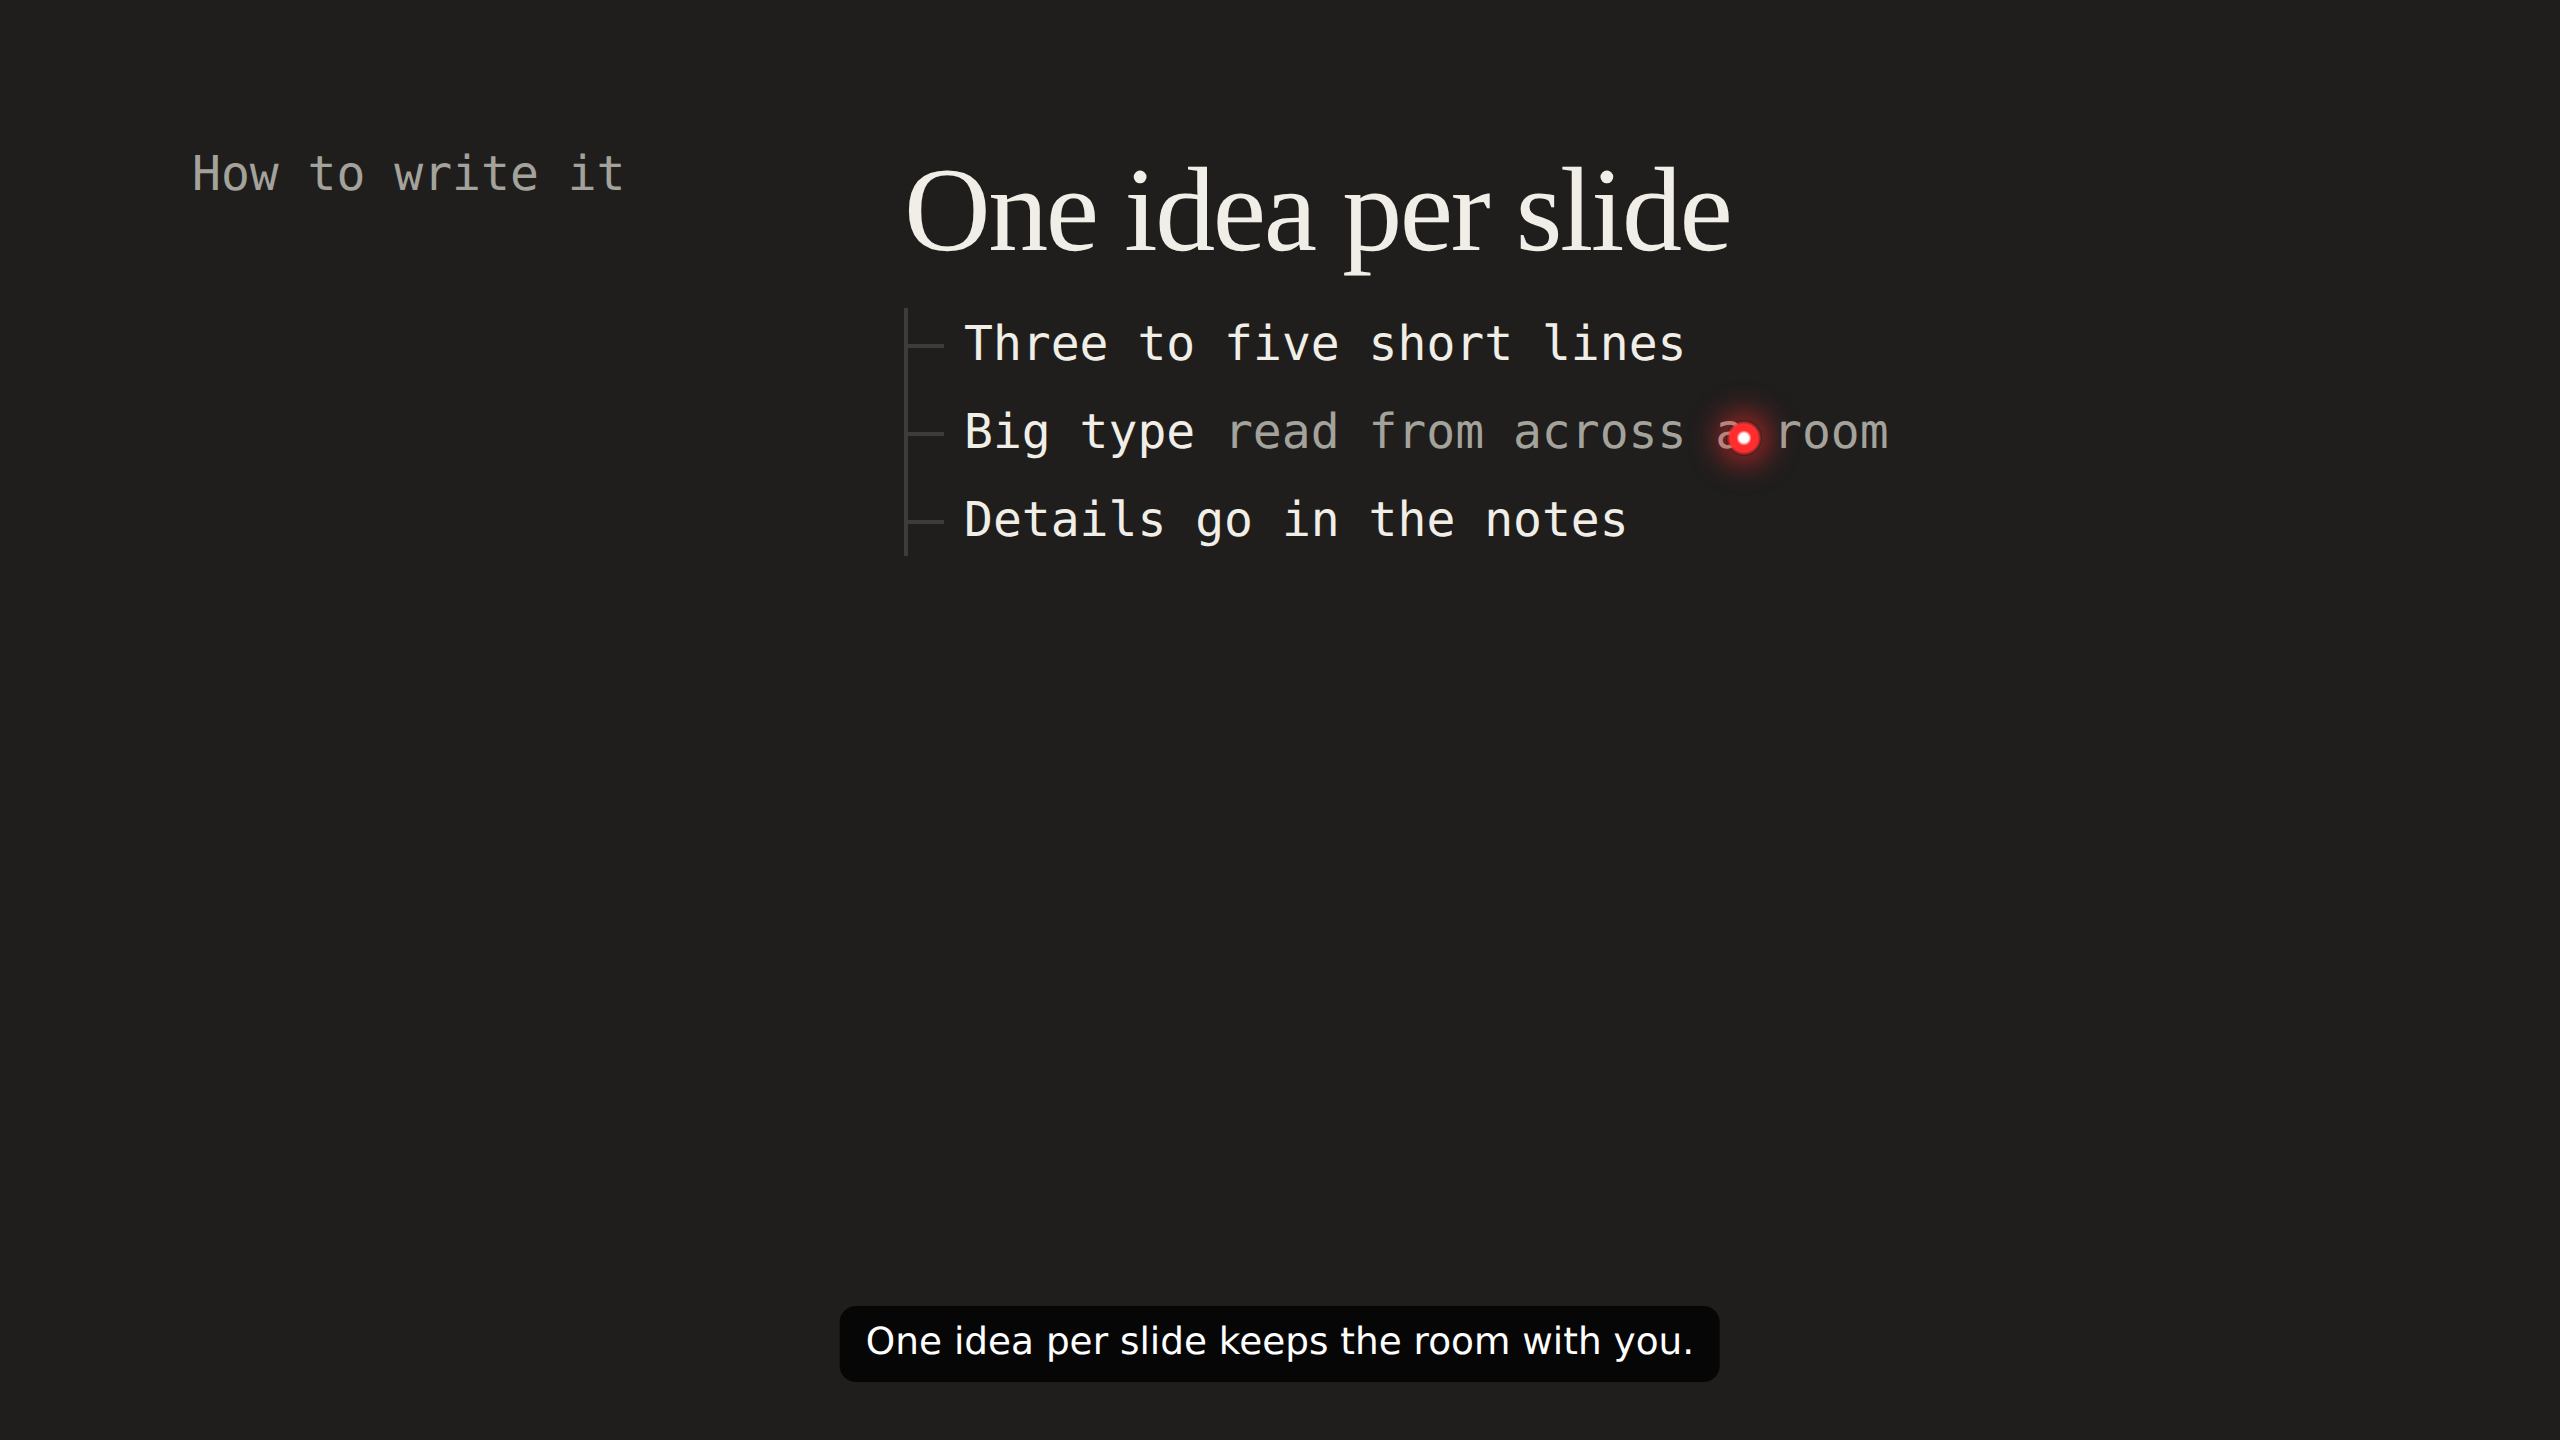 How to write it
One idea per slide
Three to five short lines
Big type read from across a room
Details go in the notes
One idea per slide keeps the room with you.